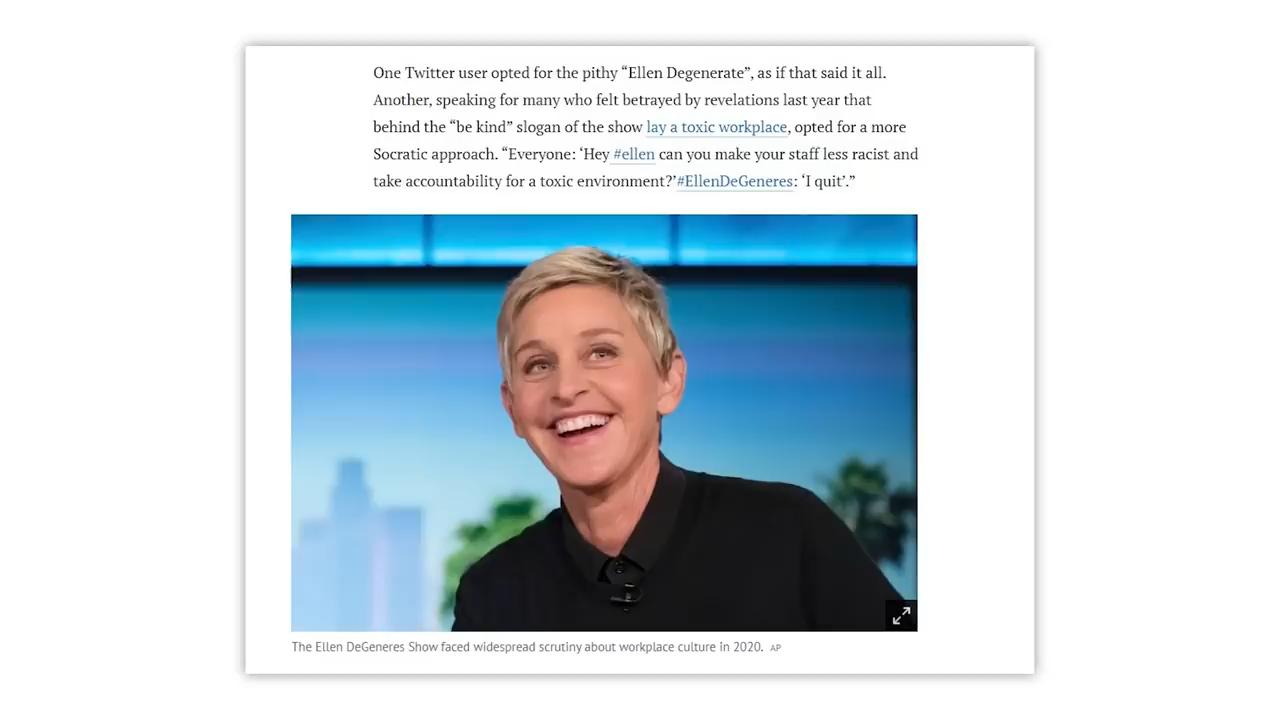 One Twitter user opted for the pithy “Ellen Degenerate”, as if that said it all.
Another, speaking for many who felt betrayed by revelations last year that
behind the “be kind” slogan of the show lay a toxic workplace, opted for a more
Socratic approach. “Everyone: ‘Hey #ellen can you make your staff less racist and
take accountability for a toxic environment?’#EllenDeGeneres: ‘I quit’.”
The Ellen DeGeneres Show faced widespread scrutiny about workplace culture in 2020. AP